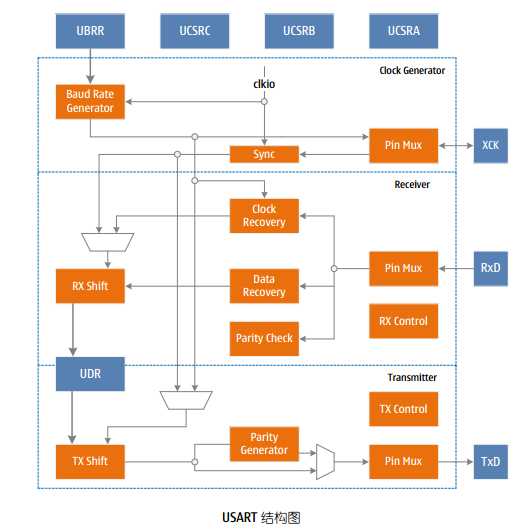 UBRR
UCSRC
UCSRB
UCSRA
Clock Generator
clkio
Baud Rate
Generator
Sync
Pin Mux
XCK
Receiver
Clock
Recovery
RX Shift
Data
Recovery
Pin Mux
RxD
RX Control
Parity Check
UDR
Transmitter
TX Control
TX Shift
Parity
Generator
Pin Mux
TxD
USART 结构图